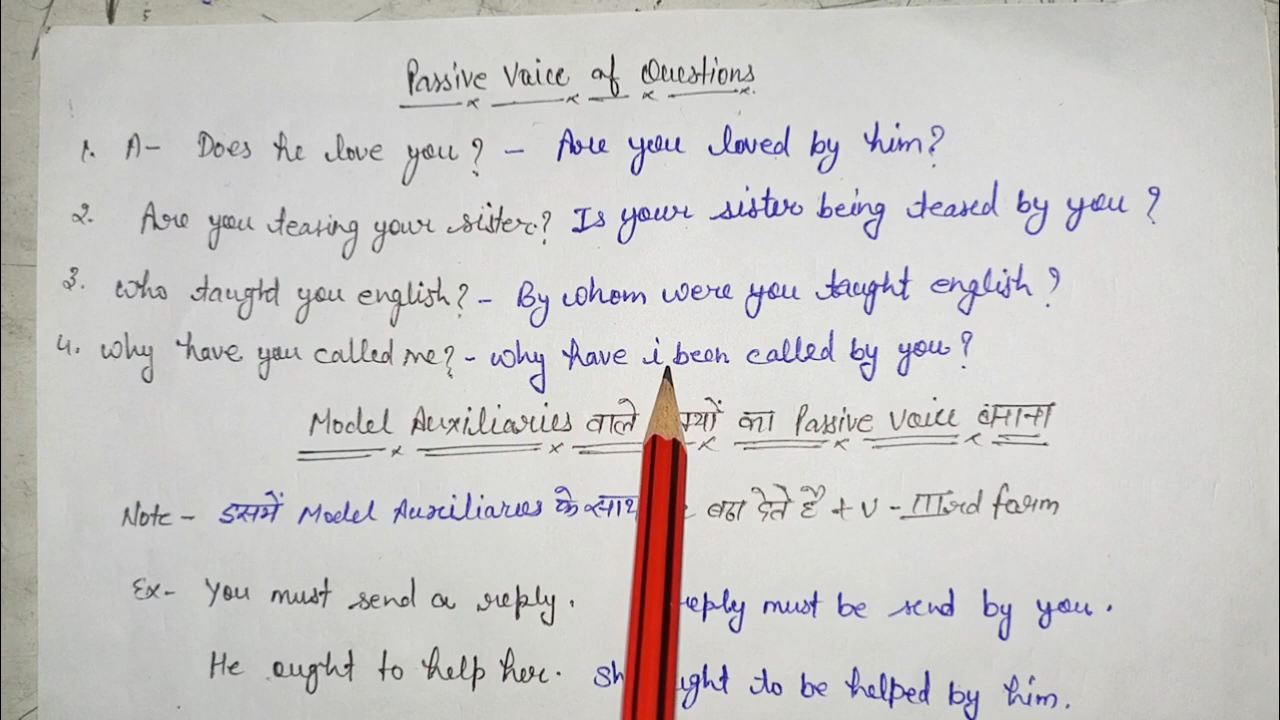 Passive Voice of Questions
1. A- Does he love you? - Are you loved by him?
2. Are you teasing your sister? Is your sister being teased by you?
3. Who taught you english? - By whom were you taught english?
4. Why have you called me? - Why have i been called by you?
Model Auxiliaries वाले यों का Passive Voice बनाना
Note - इसमें Model Auxiliaries के साथ बढा देते हैं + V - IIIrd form
Ex- You must send a reply. reply must be send by you.
He ought to help her. Sh ught to be helped by him.